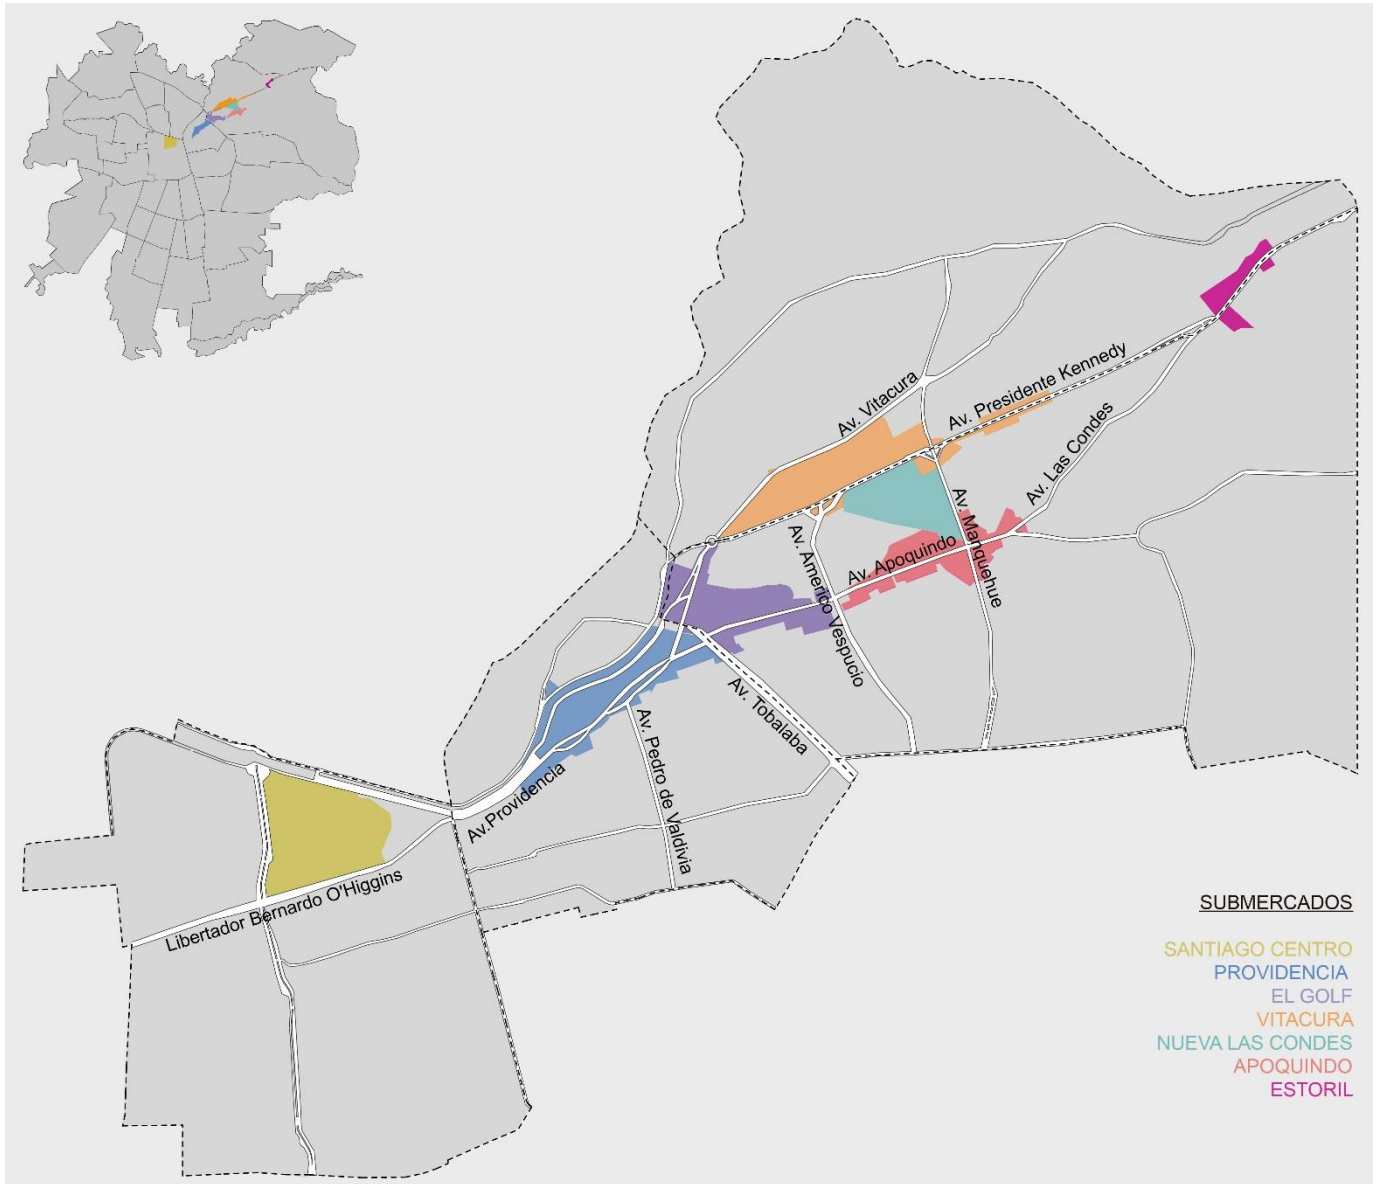 Av. Vitacura
Av. Presidente Kennedy
Av. Las Condes
Av. Manquehue
Av. Apoquindo
Av. Americo Vespucio
Av. Tobalaba
Av. Pedro de Valdivia
Av.Providencia
Libertador Bernardo O'Higgins
SUBMERCADOS
SANTIAGO CENTRO
PROVIDENCIA
EL GOLF
VITACURA
NUEVA LAS CONDES
APOQUINDO
ESTORIL